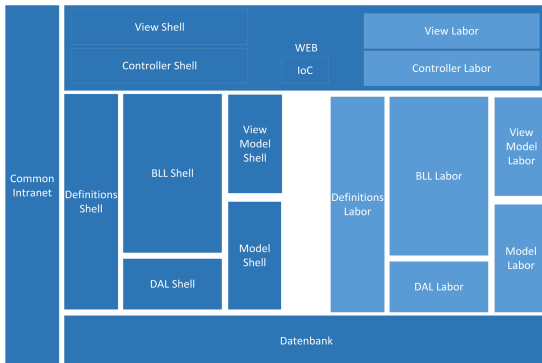 View Shell
WEB
View Labor
Controller Shell
IoC
Controller Labor
Common
Intranet
Definitions
Shell
BLL Shell
View
Model
Shell
Definitions
Labor
BLL Labor
View
Model
Labor
Model
Shell
Model
Labor
DAL Shell
DAL Labor
Datenbank